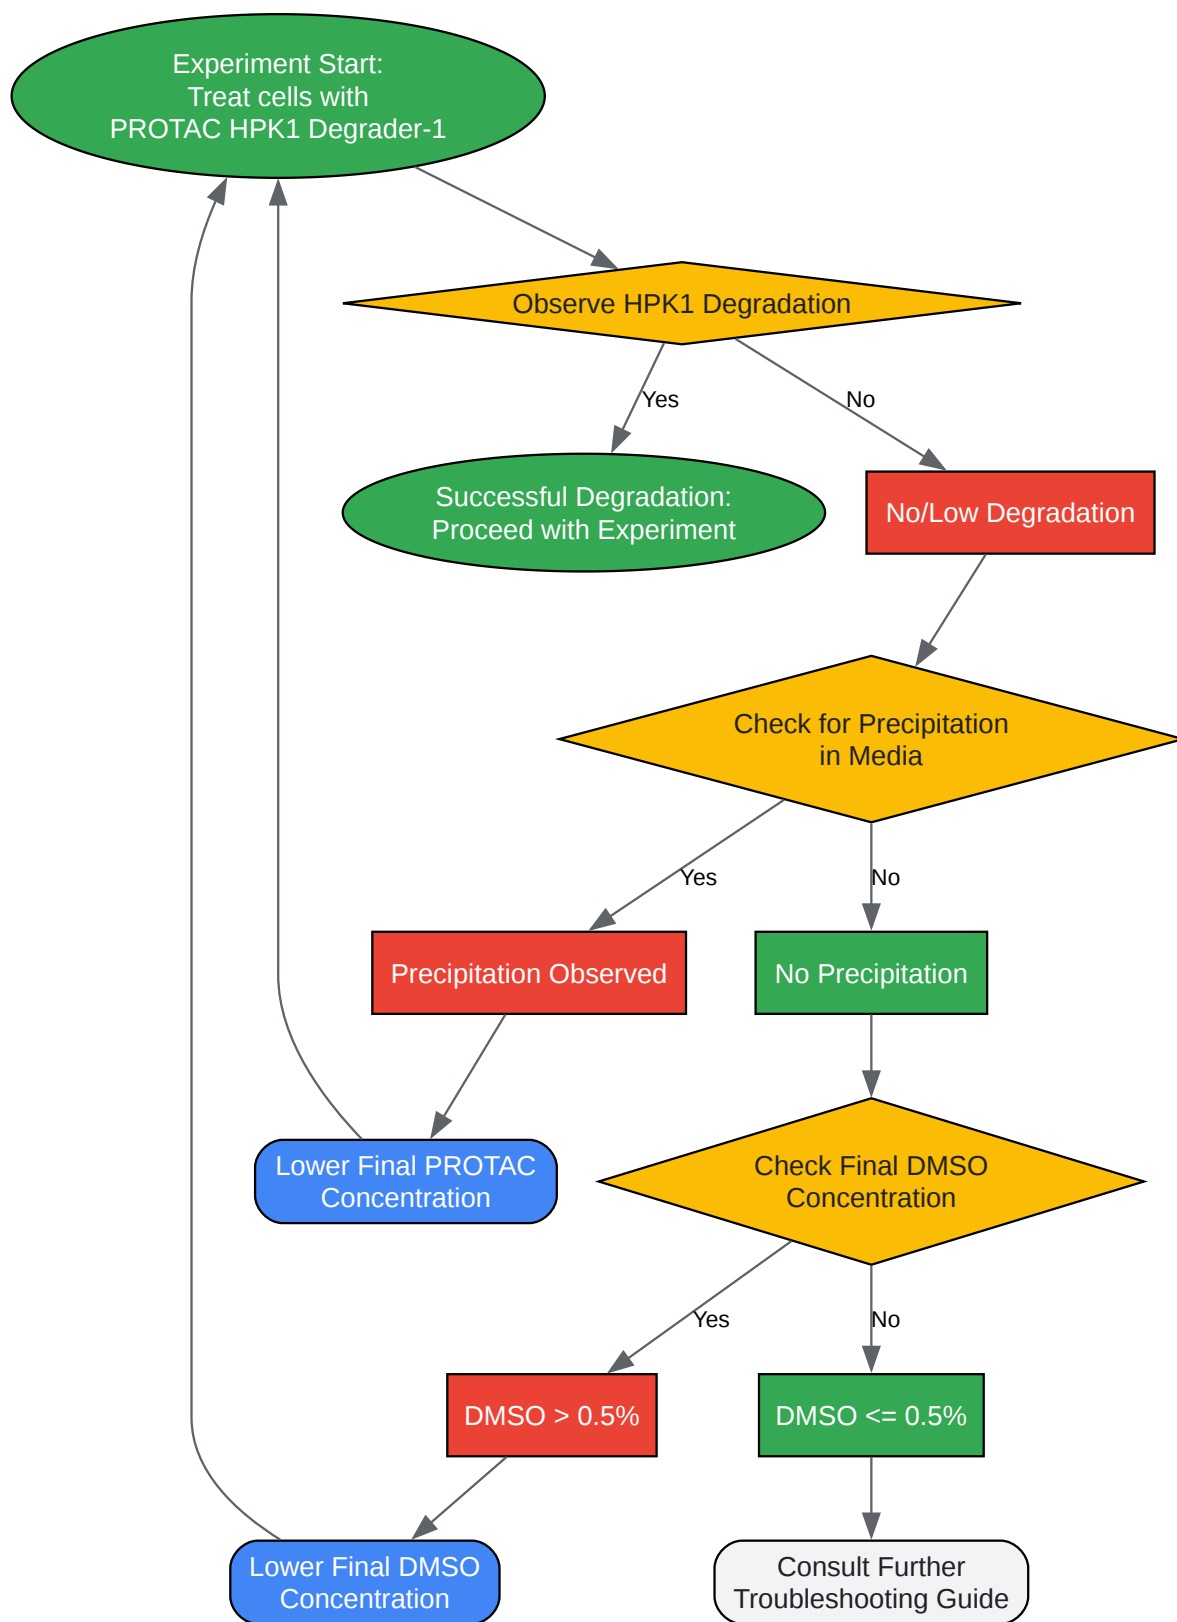 Experiment Start:
Treat cells with
PROTAC HPK1 Degrader-1
Observe HPK1 Degradation
Yes
No
Successful Degradation:
Proceed with Experiment
No/Low Degradation
Check for Precipitation
in Media
Yes
No
Precipitation Observed
No Precipitation
Lower Final PROTAC
Concentration
Check Final DMSO
Concentration
Yes
No
DMSO > 0.5%
DMSO <= 0.5%
Lower Final DMSO
Concentration
Consult Further
Troubleshooting Guide